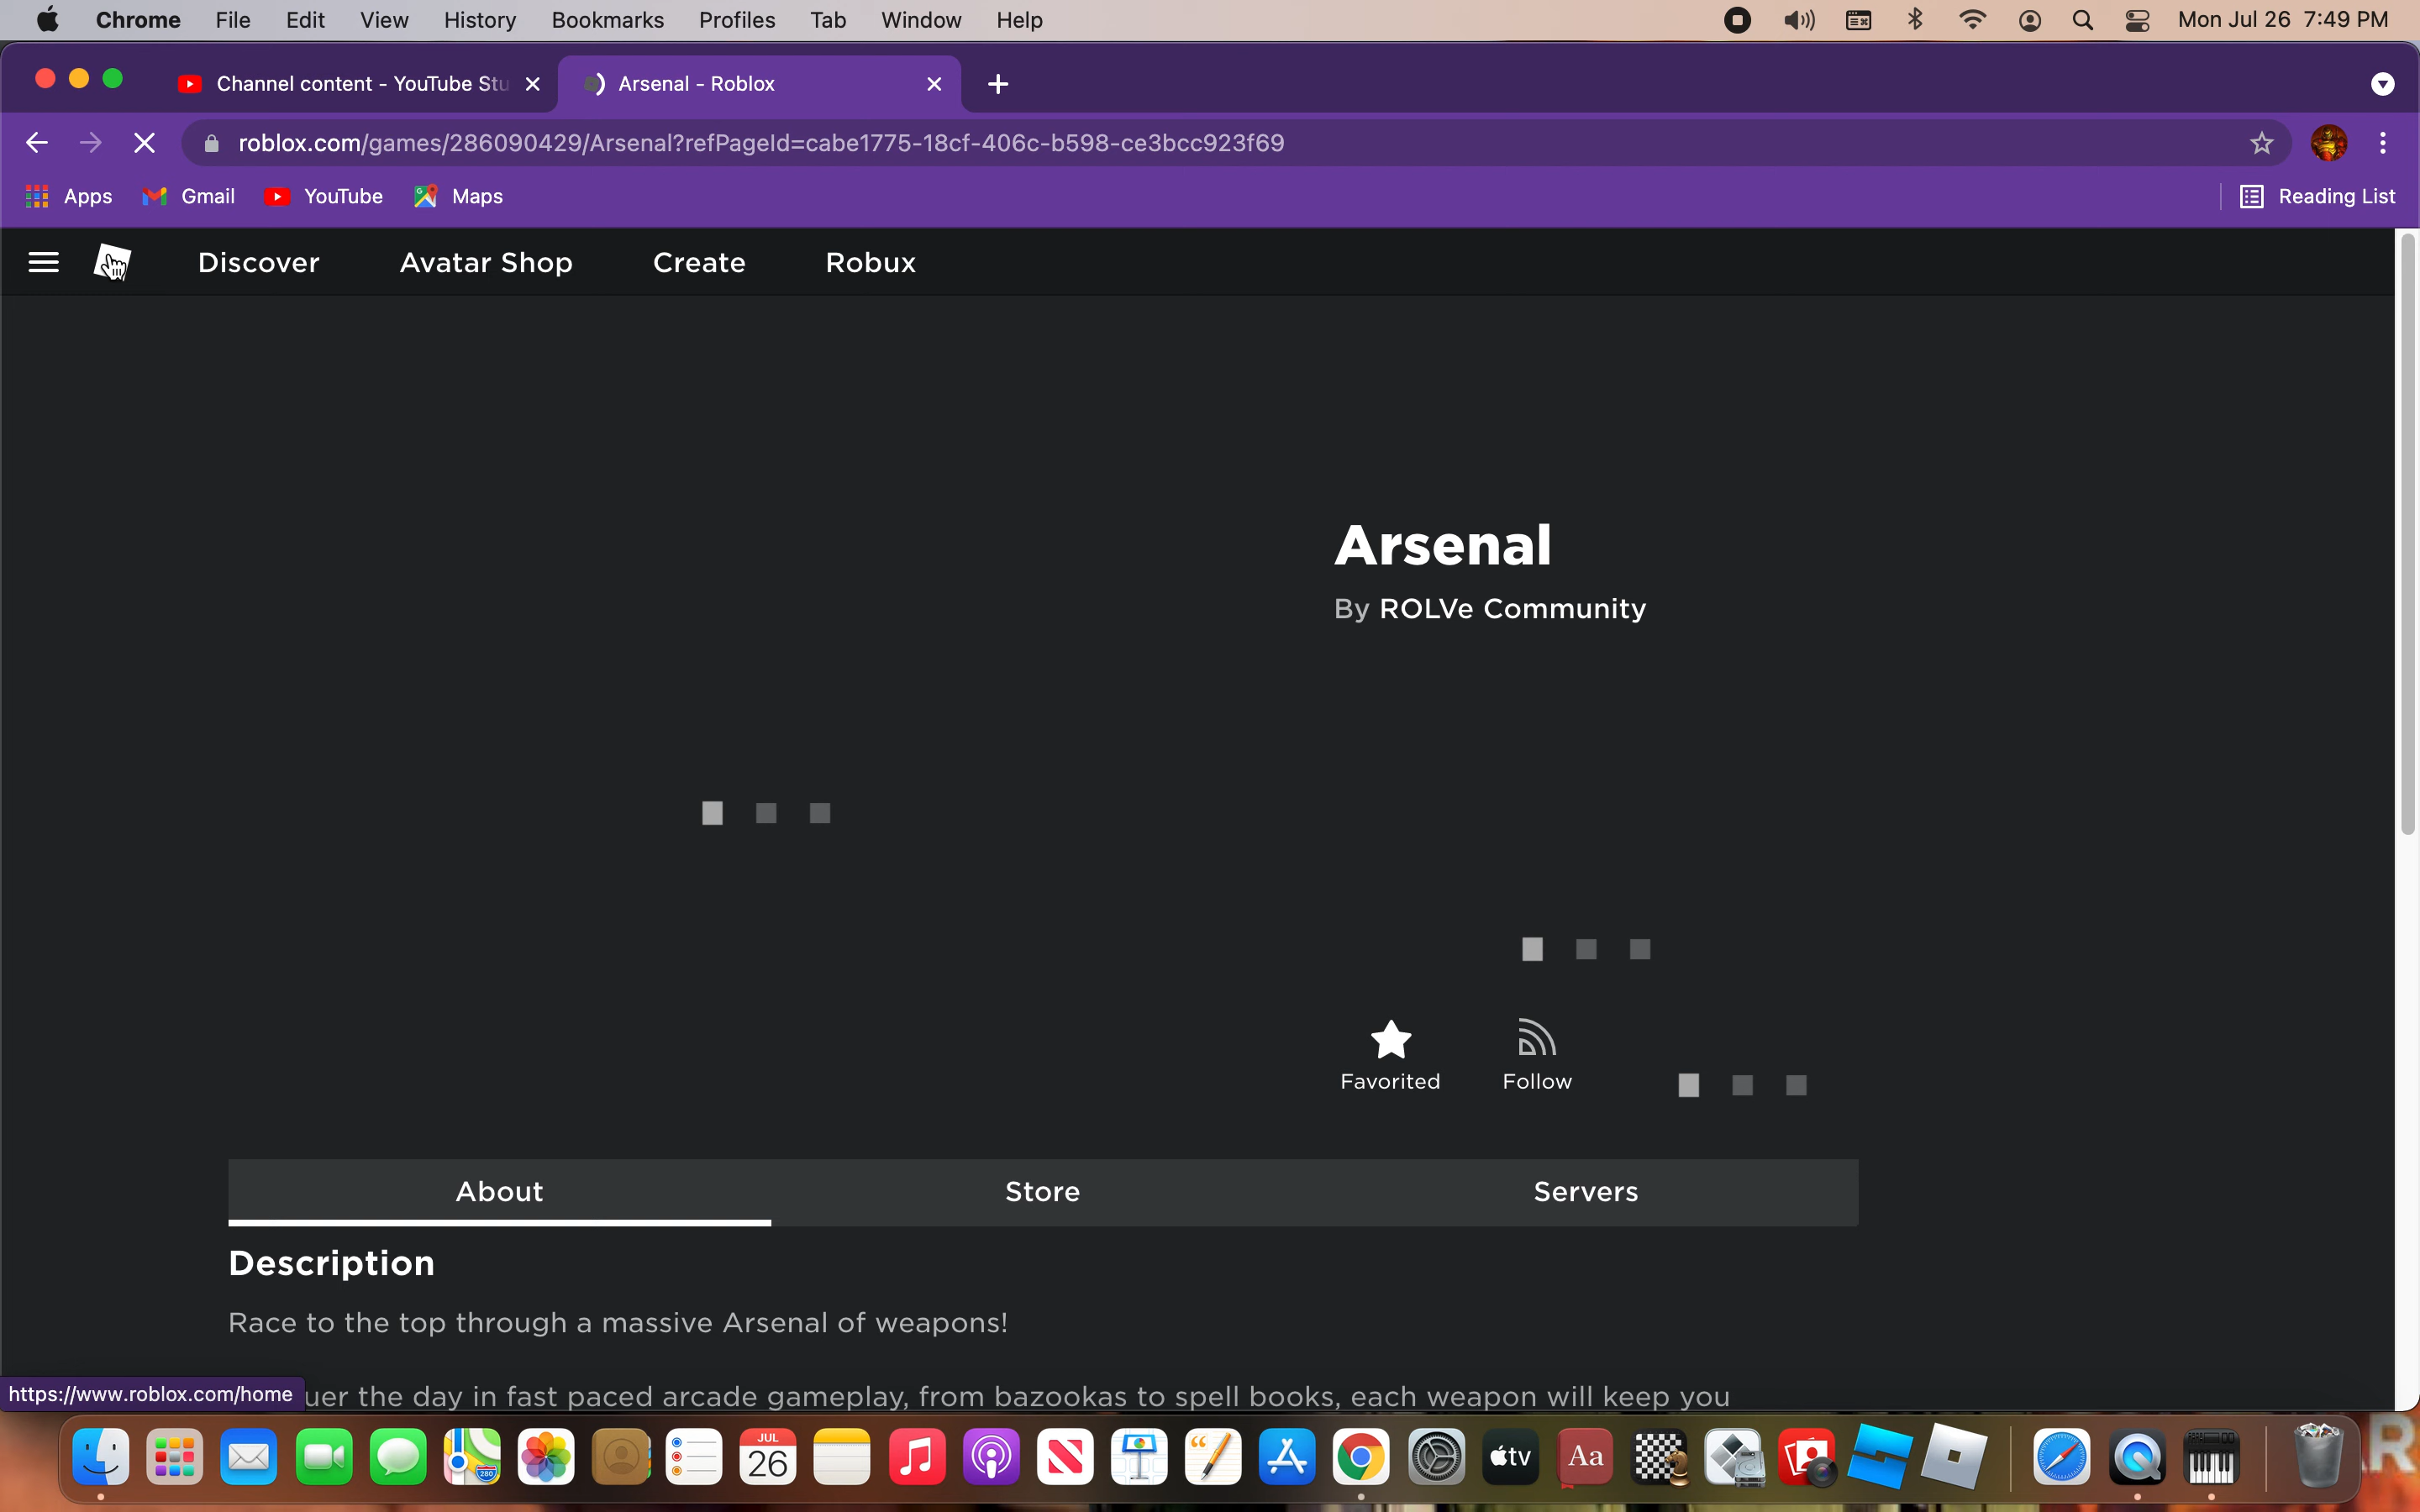 Chrome File Edit View History Bookmarks Profiles Tab Window Help Mon Jul 26 7:49 PM
Channel content - YouTube Stu Arsenal - Roblox
roblox.com/games/286090429/Arsenal?refPageId=cabe1775-18cf-406c-b598-ce3bcc923f69
Apps Gmail YouTube Maps Reading List
Discover Avatar Shop Create Robux
Arsenal
By ROLVe Community
Favorited Follow
About Store Servers
Description
Race to the top through a massive Arsenal of weapons!
uer the day in fast paced arcade gameplay, from bazookas to spell books, each weapon will keep you
https://www.roblox.com/home
JUL
26
280
tv
Aa
R